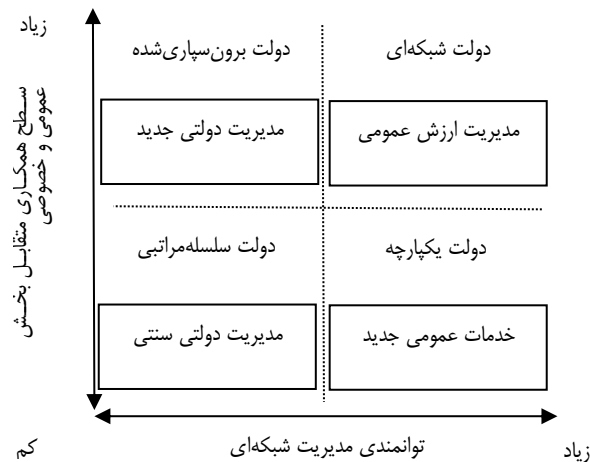 زیاد
دولت شبکه‌ای
دولت برون‌سپاری‌شده
مدیریت ارزش عمومی
مدیریت دولتی جدید
سطح همکاری متقابل بخش
عمومی و خصوصی
دولت یکپارچه
دولت سلسله‌مراتبی
خدمات عمومی جدید
مدیریت دولتی سنتی
زیاد
توانمندی مدیریت شبکه‌ای
کم